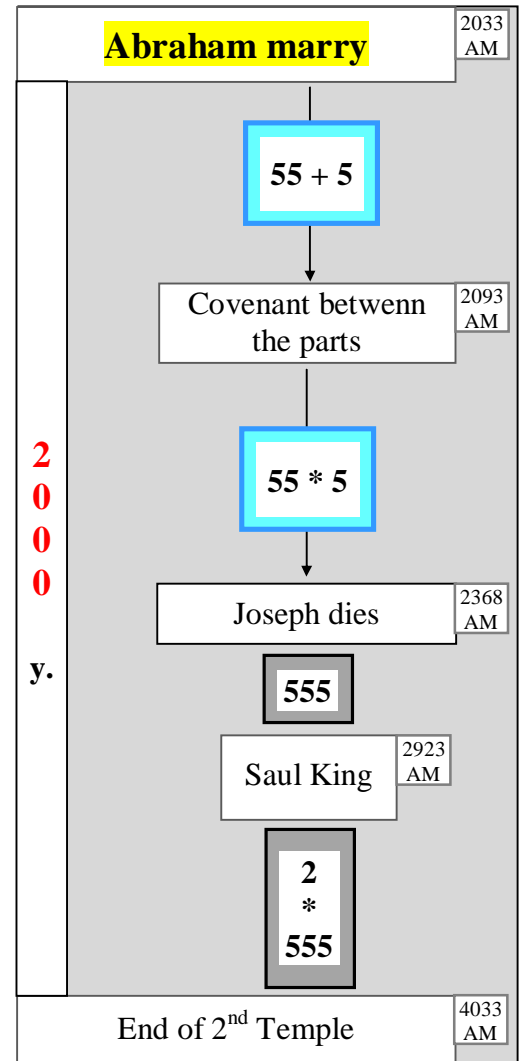 Abraham marry
2033
AM
55 + 5
Covenant betwenn
the parts
2093
AM
2
0
0
0
y.
55 * 5
Joseph dies
2368
AM
555
Saul King
2923
AM
2
*
555
End of 2nd Temple
4033
AM